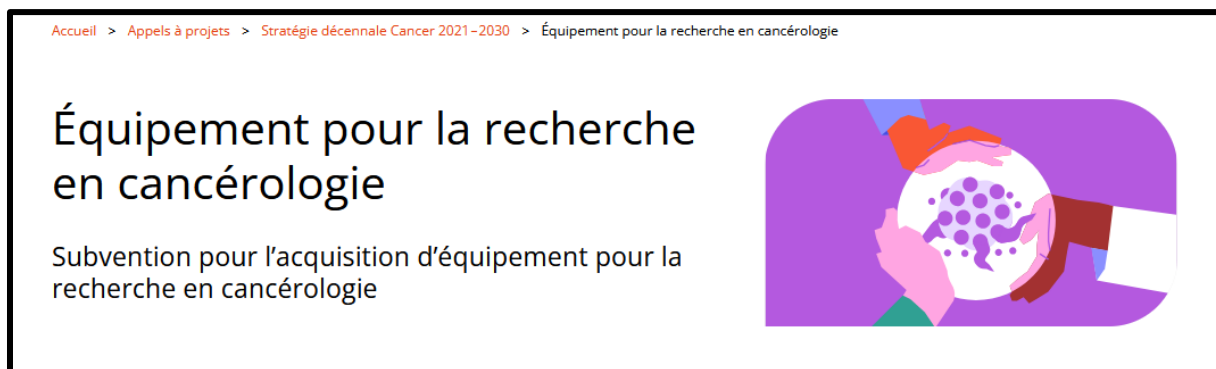 Accueil > Appels à projets > Stratégie décennale Cancer 2021–2030 > Équipement pour la recherche en cancérologie
Équipement pour la recherche
en cancérologie
Subvention pour l’acquisition d’équipement pour la
recherche en cancérologie